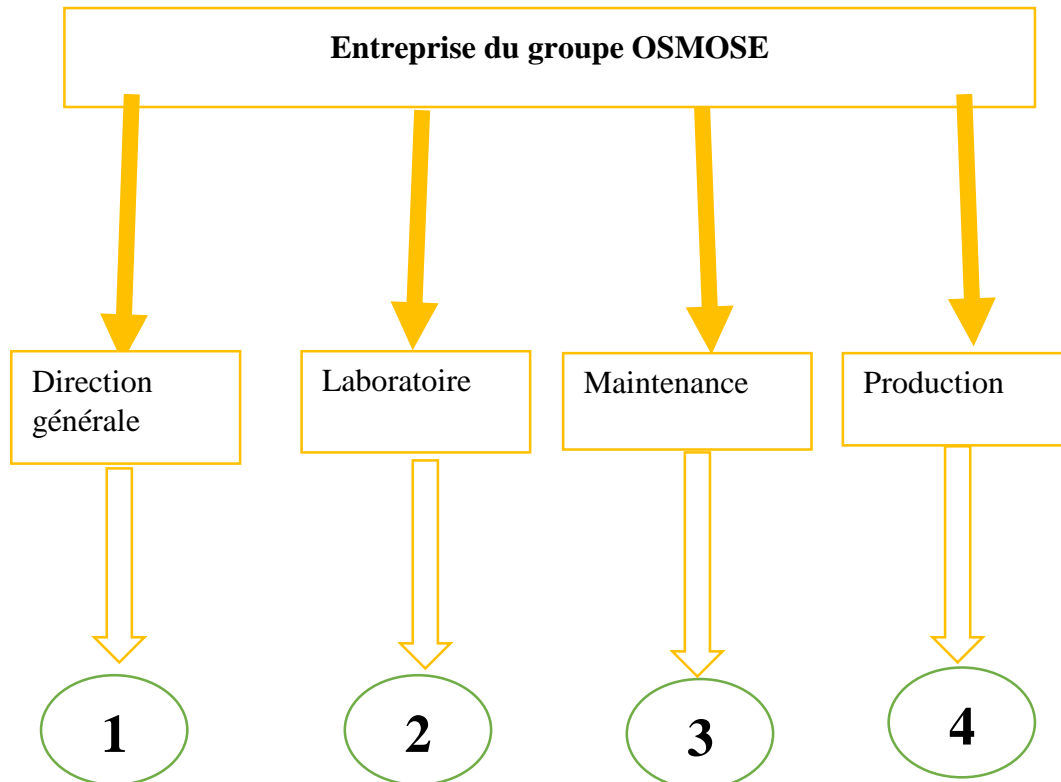 Entreprise du groupe OSMOSE
Direction
générale
Laboratoire
Maintenance
Production
1
2
3
4